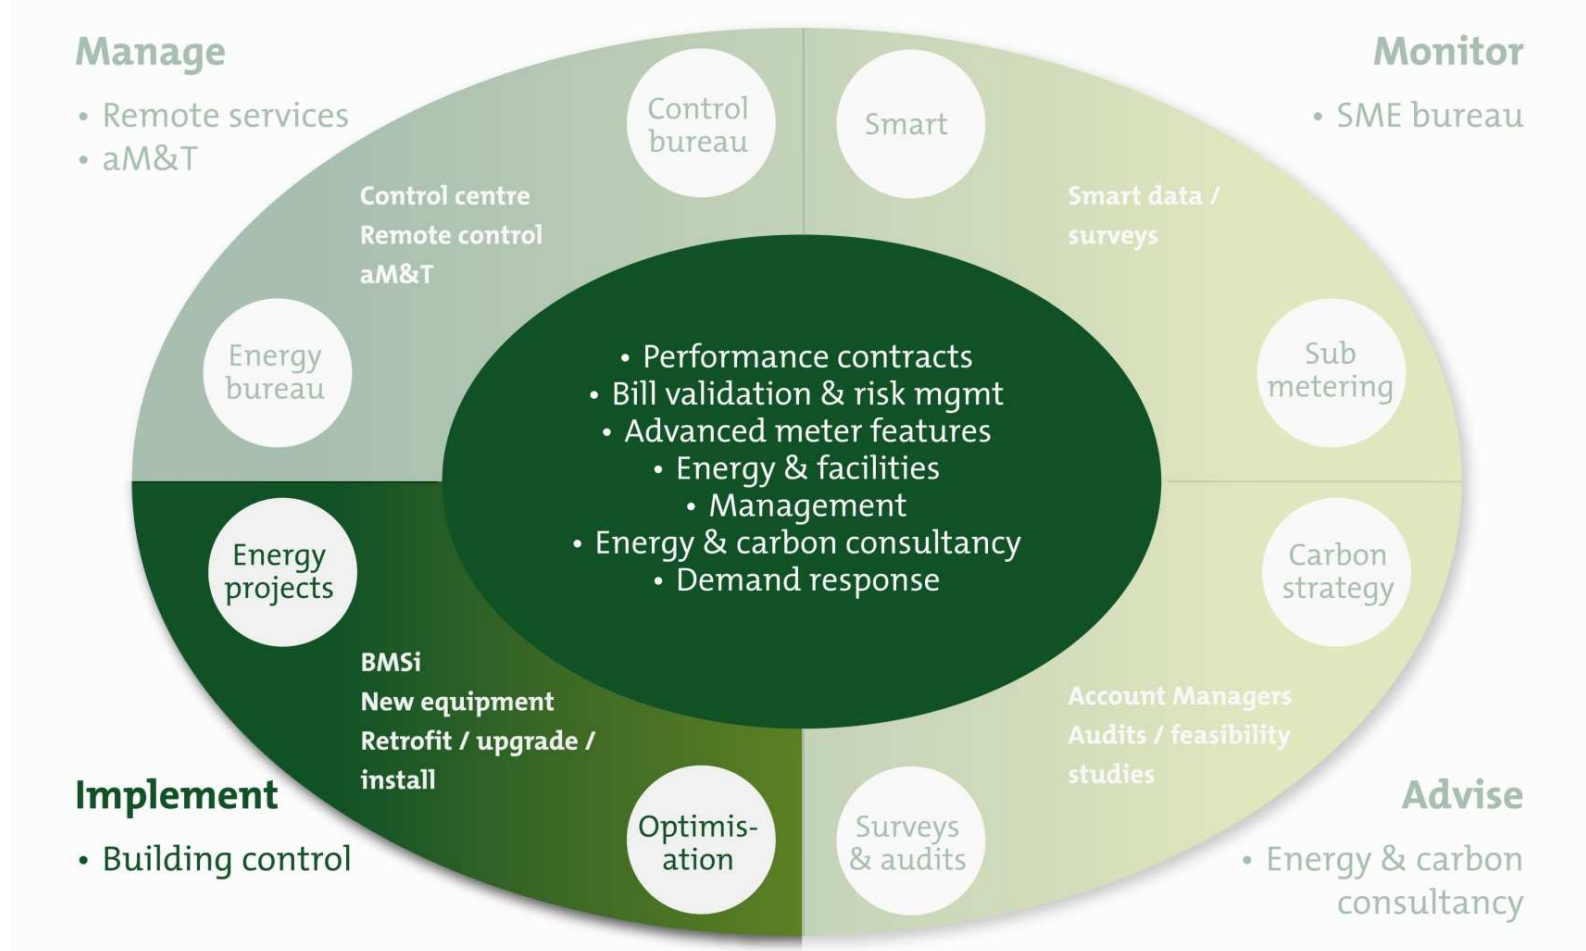 Manage
• Remote services
• aM&T
Monitor
• SME bureau
Control
bureau
Smart
Control centre
Remote control
aM&T
Smart data /
surveys
Energy
bureau
Sub
metering
• Performance contracts
• Bill validation & risk mgmt
• Advanced meter features
• Energy & facilities
• Management
• Energy & carbon consultancy
• Demand response
Energy
projects
Carbon
strategy
BMSi
New equipment
Retrofit / upgrade /
install
Account Managers
Audits / feasibility
studies
Implement
• Building control
Optimis-
ation
Surveys
& audits
Advise
• Energy & carbon
consultancy